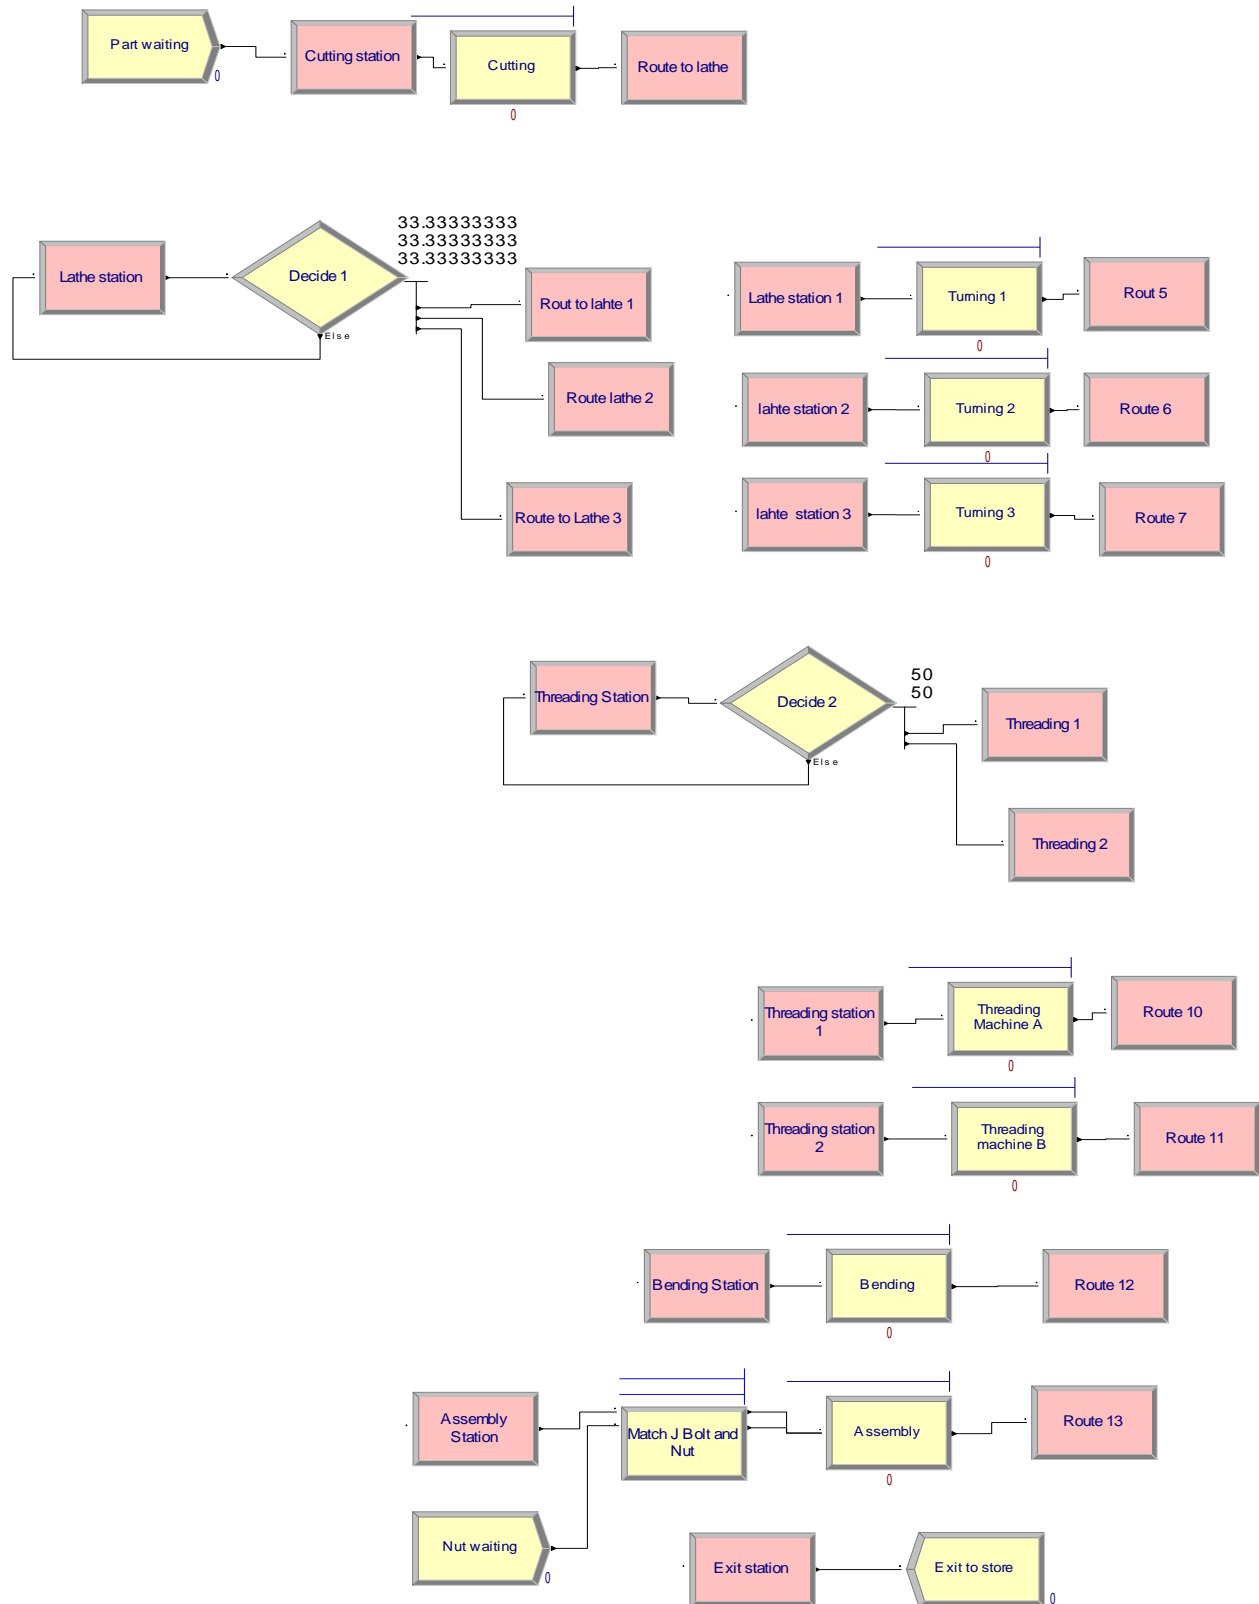 Part waiting
0
Cutting station
Cutting
0
Route to lathe
33.33333333
33.33333333
33.33333333
Lathe station
Decide 1
Else
Rout to lahte 1
Route lathe 2
Route to Lathe 3
Lathe station 1
Turning 1
0
Rout 5
lahte station 2
Turning 2
0
Route 6
lahte station 3
Turning 3
0
Route 7
Threading Station
Decide 2
50
50
Else
Threading 1
Threading 2
Threading station
1
Threading
Machine A
0
Route 10
Threading station
2
Threading
machine B
0
Route 11
Bending Station
Bending
0
Route 12
Assembly
Station
Match J Bolt and
Nut
Assembly
0
Route 13
Nut waiting
0
Exit station
Exit to store
0